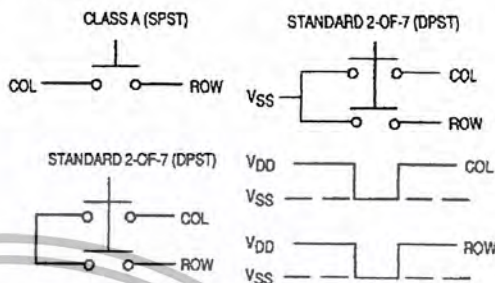 CLASS A (SPST)
COL
ROW
STANDARD 2-OF-7 (DPST)
VSS
COL
ROW
STANDARD 2-OF-7 (DPST)
COL
ROW
VDD
COL
VSS
VDD
ROW
VSS